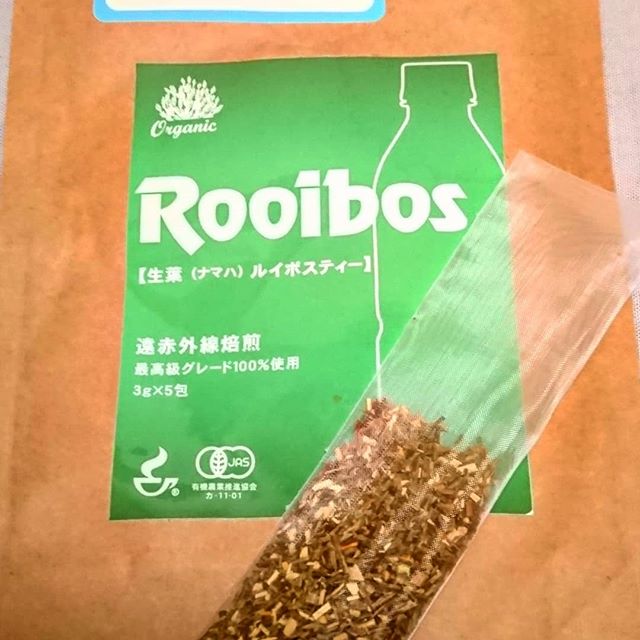 Organic
Rooibos
【生葉（ナマハ）ルイボスティー】
遠赤外線焙煎
最高級グレード100%使用
3g×5包
JAS
有機農業推進協会
カ-11-01
®